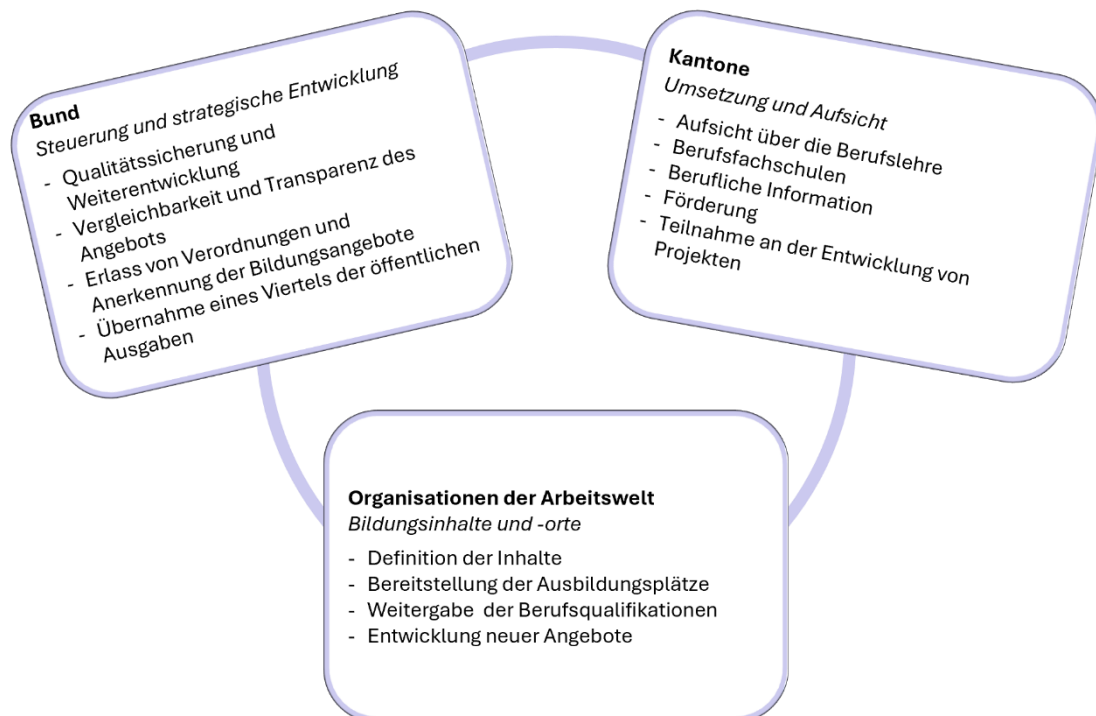 Bund
Steuerung und strategische Entwicklung
- Qualitätssicherung und
Weiterentwicklung
- Vergleichbarkeit und Transparenz des
Angebots
- Erlass von Verordnungen und
Anerkennung der Bildungsangebote
- Übernahme eines Viertels der öffentlichen
Ausgaben
Kantone
Umsetzung und Aufsicht
- Aufsicht über die Berufslehre
- Berufsfachschulen
- Berufliche Information
- Förderung
- Teilnahme an der Entwicklung von
Projekten
Organisationen der Arbeitswelt
Bildungsinhalte und -orte
- Definition der Inhalte
- Bereitstellung der Ausbildungsplätze
- Weitergabe  der Berufsqualifikationen
- Entwicklung neuer Angebote